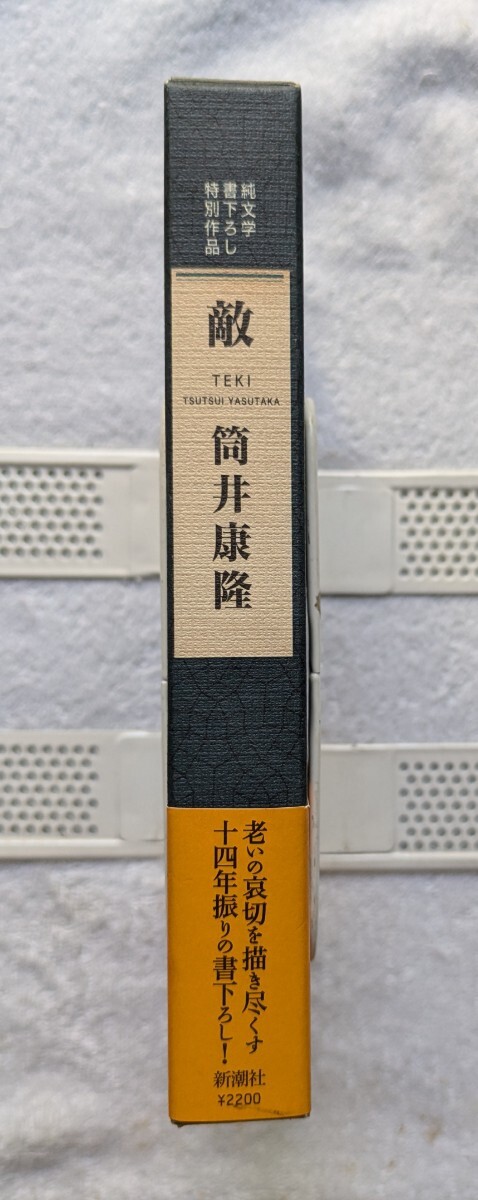 純文学
書下ろし
特別作品
敵
TEKI
TSUTSUI YASUTAKA
筒井康隆
老いの哀切を描き尽くす
十四年振りの書下ろし！
新潮社
¥2200